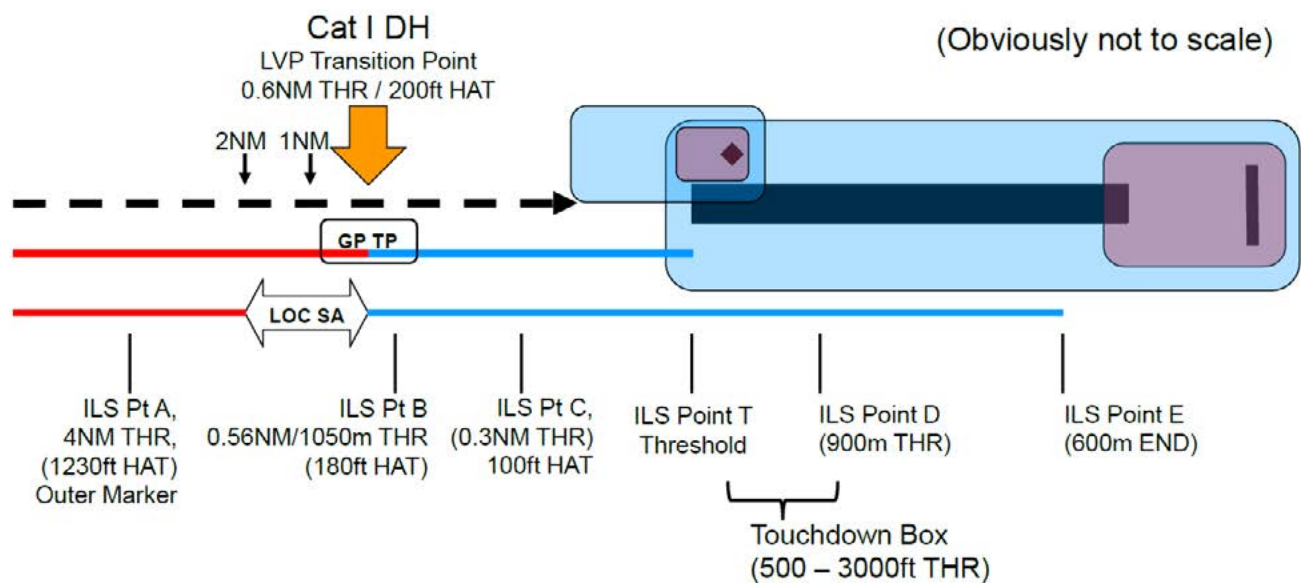 Cat I DH
LVP Transition Point
0.6NM THR / 200ft HAT
(Obviously not to scale)
2NM
1NM
GP TP
LOC SA
ILS Pt A,
4NM THR,
(1230ft HAT)
Outer Marker
ILS Pt B
0.56NM/1050m THR
(180ft HAT)
ILS Pt C,
(0.3NM THR)
100ft HAT
ILS Point T
Threshold
ILS Point D
(900m THR)
ILS Point E
(600m END)
Touchdown Box
(500 – 3000ft THR)